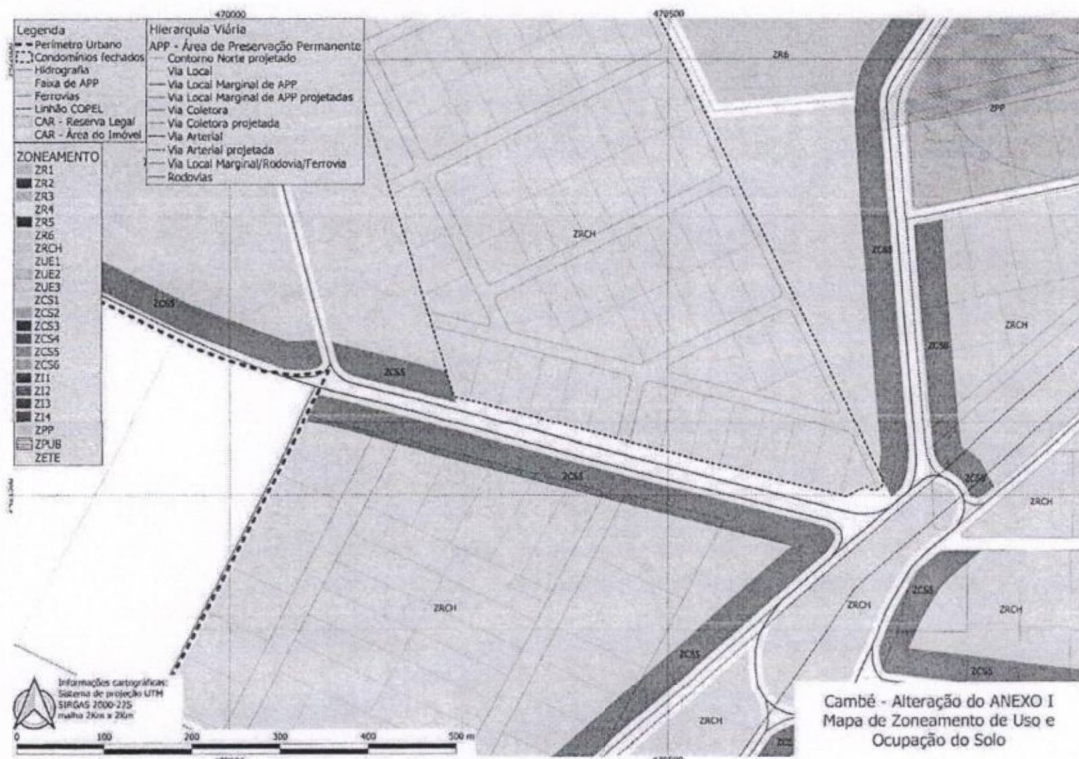 470000
470500
Legenda
Perímetro Urbano
Condomínios fechados
Hidrografia
Faixa de APP
Ferrovias
Linhão COPEL
CAR - Reserva Legal
CAR - Área do Imóvel
Hierarquia Viária
APP - Área de Preservação Permanente
Contorno Norte projetado
Via Local
Via Local Marginal de APP
Via Local Marginal de APP projetadas
Via Coletora
Via Coletora projetada
Via Arterial
Via Arterial projetada
Via Local Marginal/Rodovia/Ferrovia
Rodovias
ZONEAMENTO
ZR1
ZR2
ZR3
ZR4
ZR5
ZR6
ZRCH
ZUE1
ZUE2
ZUE3
ZCS1
ZCS2
ZCS3
ZCS4
ZCS5
ZCS6
ZI1
ZI2
ZI3
ZI4
ZPP
ZPUB
ZETE
ZR6
ZPP
ZRCH
ZCS5
ZCS6
ZRCH
ZCS5
ZCS5
ZCS5
ZCS6
ZRCH
ZRCH
ZRCH
ZCS5
ZRCH
ZCS5
ZCS5
ZRCH
Informações cartográficas:
Sistema de projeção UTM
SIRGAS 2000-22S
malha 2Km x 2Km
0 100 200 300 400 500 m
Cambé - Alteração do ANEXO I
Mapa de Zoneamento de Uso e
Ocupação do Solo
470500